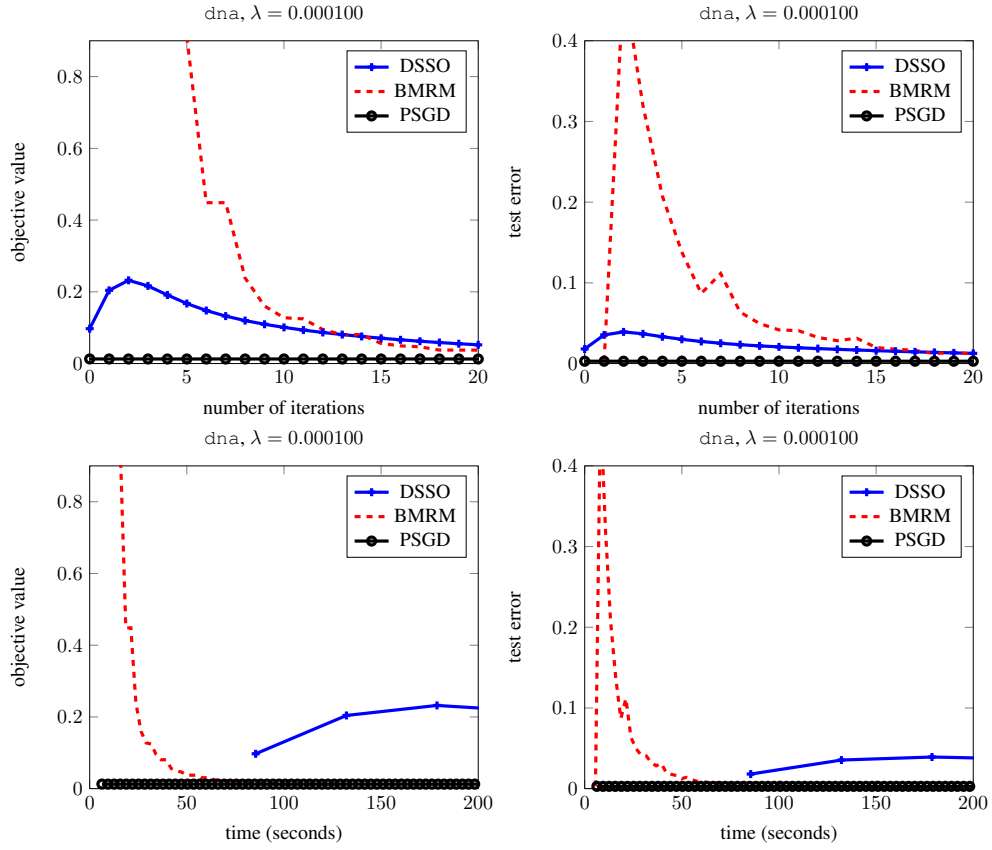 dna, λ = 0.000100
0.8
0.6
0.4
0.2
0
0 5 10 15 20
objective value
number of iterations
DSSO
BMRM
PSGD
dna, λ = 0.000100
0.4
0.3
0.2
0.1
0
0 5 10 15 20
test error
number of iterations
DSSO
BMRM
PSGD
dna, λ = 0.000100
0.8
0.6
0.4
0.2
0
0 50 100 150 200
objective value
time (seconds)
DSSO
BMRM
PSGD
dna, λ = 0.000100
0.4
0.3
0.2
0.1
0
0 50 100 150 200
test error
time (seconds)
DSSO
BMRM
PSGD